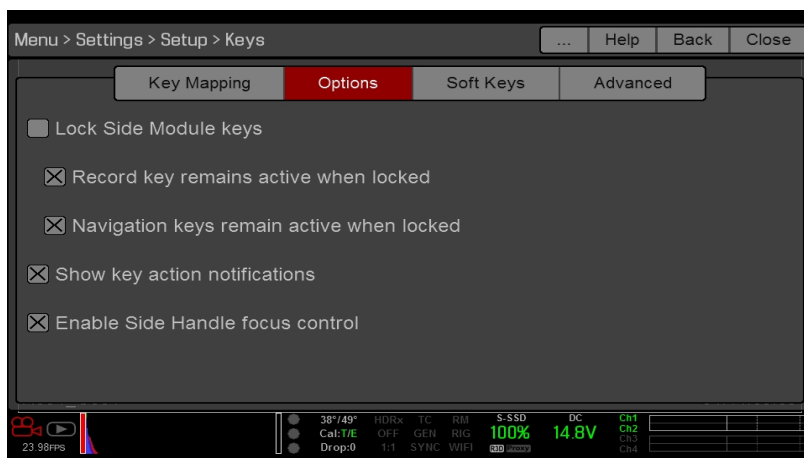 Menu > Settings > Setup > Keys ... Help Back Close
Key Mapping Options Soft Keys Advanced
Lock Side Module keys
Record key remains active when locked
Navigation keys remain active when locked
Show key action notifications
Enable Side Handle focus control
38°/49° HDRx TC RM S-SSD DC Ch1
Cal:T/E OFF GEN RIG 100% 14.8V Ch2
23.98FPS Drop:0 1:1 SYNC WIFI R3D Proxy Ch3
Ch4